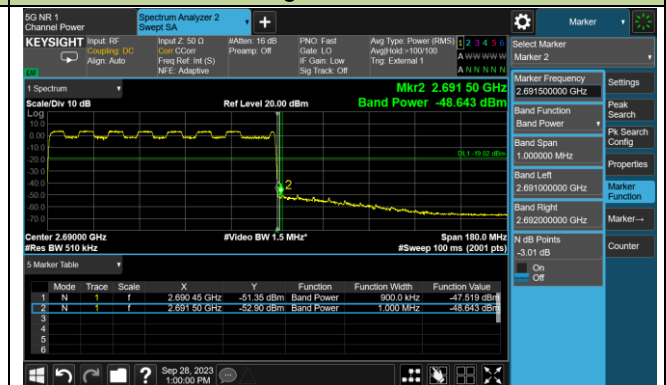 5G NR 1
Channel Power
Spectrum Analyzer 2
Swept SA
Marker
KEYSIGHT
Input: RF
Coupling: DC
Align: Auto
Input Z: 50 Ω
Corr CCorr
Freq Ref: Int (S)
NFE: Adaptive
#Atten: 16 dB
Preamp: Off
PNO: Fast
Gate: LO
IF Gain: Low
Sig Track: Off
Avg Type: Power (RMS)
Avg|Hold:>100/100
Trig: External 1
1 2 3 4 5 6
A W W W W W
A N N N N N
LVI
Select Marker
Marker 2
1 Spectrum
Scale/Div 10 dB
Log
Ref Level 20.00 dBm
Mkr2 2.691 50 GHz
Band Power -48.643 dBm
10.0
0.00
-10.0
-20.0
-30.0
-40.0
-50.0
-60.0
-70.0
DL1 -19.02 dBm
2
Center 2.69000 GHz
#Res BW 510 kHz
#Video BW 1.5 MHz*
Span 180.0 MHz
#Sweep 100 ms (2001 pts)
5 Marker Table
Mode Trace Scale X Y Function Function Width Function Value
1 N 1 f 2.690 45 GHz -51.35 dBm Band Power 900.0 kHz -47.519 dBm
2 N 1 f 2.691 50 GHz -52.90 dBm Band Power 1.000 MHz -48.643 dBm
3
4
5
6
Marker Frequency
2.691500000 GHz
Band Function
Band Power
Band Span
1.000000 MHz
Band Left
2.691000000 GHz
Band Right
2.692000000 GHz
N dB Points
-3.01 dB
On
Off
Settings
Peak
Search
Pk Search
Config
Properties
Marker
Function
Marker→
Counter
?
Sep 28, 2023
1:00:00 PM